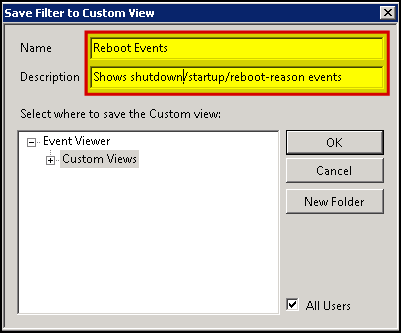 Save Filter to Custom View
Name
Reboot Events
Description
Shows shutdown/startup/reboot-reason events
Select where to save the Custom view:
Event Viewer
Custom Views
OK
Cancel
New Folder
All Users